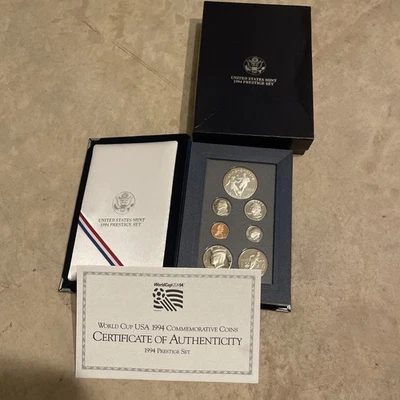 UNITED STATES MINT
1994 PRESTIGE SET
UNITED STATES MINT
1994 PRESTIGE SET
WorldCupUSA94
WORLD CUP USA 1994 COMMEMORATIVE COINS
CERTIFICATE OF AUTHENTICITY
1994 PRESTIGE SET